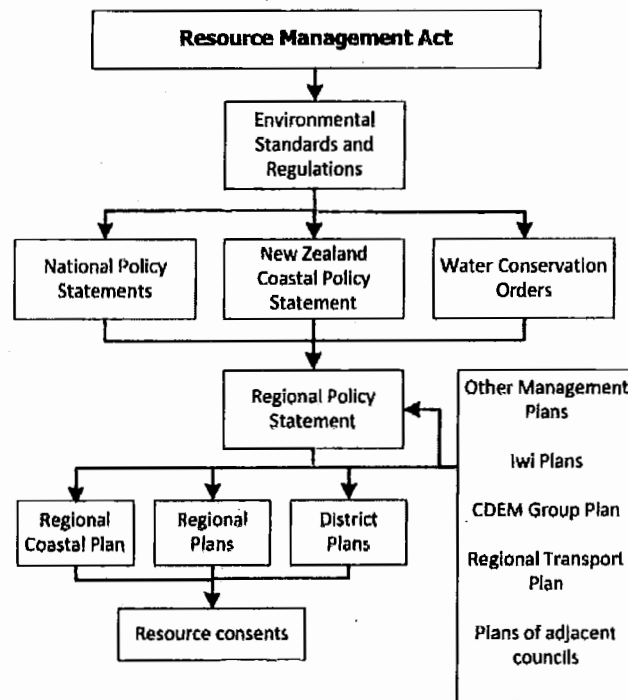 Resource Management Act
Environmental
Standards and
Regulations
National Policy
Statements
New Zealand
Coastal Policy
Statement
Water Conservation
Orders
Regional Policy
Statement
Other Management
Plans
Iwi Plans
CDEM Group Plan
Regional Transport
Plan
Plans of adjacent
councils
Regional
Coastal Plan
Regional
Plans
District
Plans
Resource consents